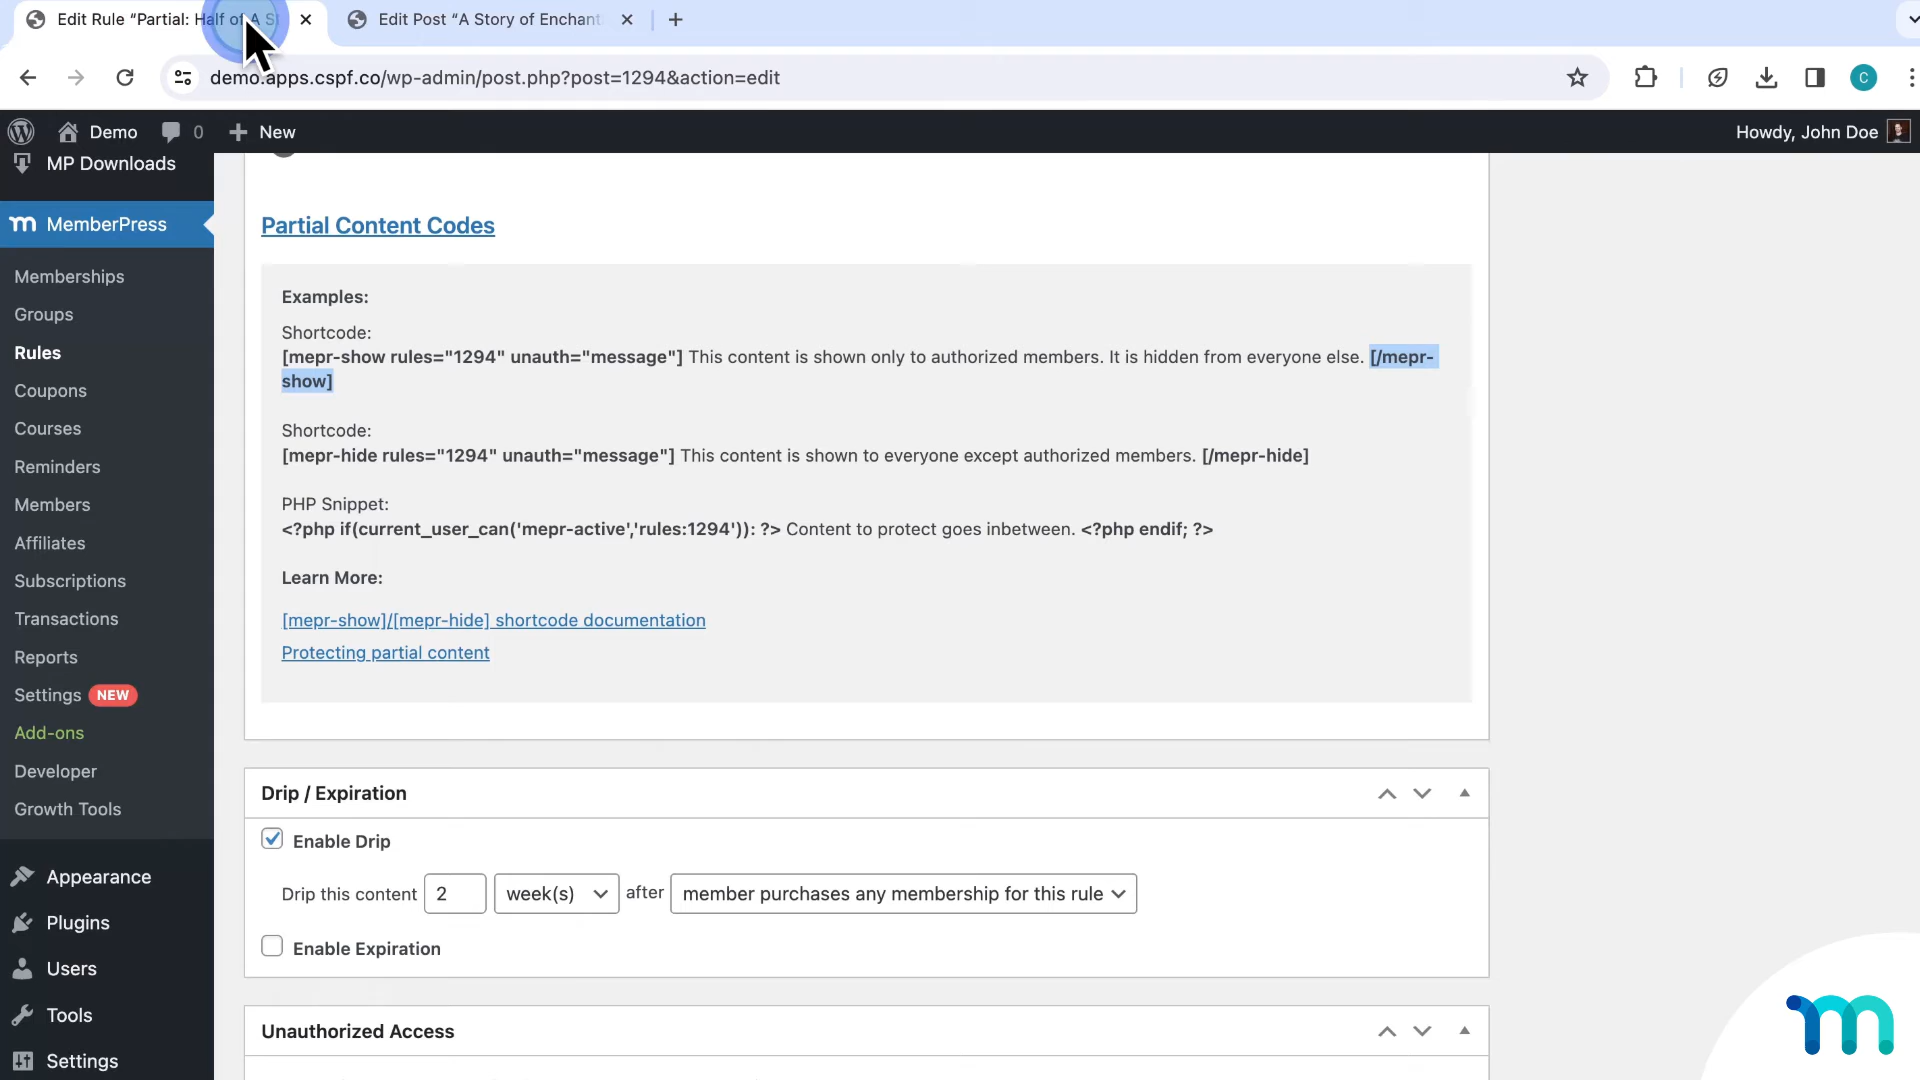 Edit Rule “Partial: Half of A S
Edit Post “A Story of Enchant
demo.apps.cspf.co/wp-admin/post.php?post=1294&action=edit
C
Demo
0
New
Howdy, John Doe
MP Downloads
MemberPress
Memberships
Groups
Rules
Coupons
Courses
Reminders
Members
Affiliates
Subscriptions
Transactions
Reports
Settings NEW
Add-ons
Developer
Growth Tools
Appearance
Plugins
Users
Tools
Settings
Partial Content Codes
Examples:
Shortcode:
[mepr-show rules="1294" unauth="message"] This content is shown only to authorized members. It is hidden from everyone else. [/mepr-
show]
Shortcode:
[mepr-hide rules="1294" unauth="message"] This content is shown to everyone except authorized members. [/mepr-hide]
PHP Snippet:
<?php if(current_user_can('mepr-active','rules:1294')): ?> Content to protect goes inbetween. <?php endif; ?>
Learn More:
[mepr-show]/[mepr-hide] shortcode documentation
Protecting partial content
Drip / Expiration
Enable Drip
Drip this content 2 week(s) after member purchases any membership for this rule
Enable Expiration
Unauthorized Access